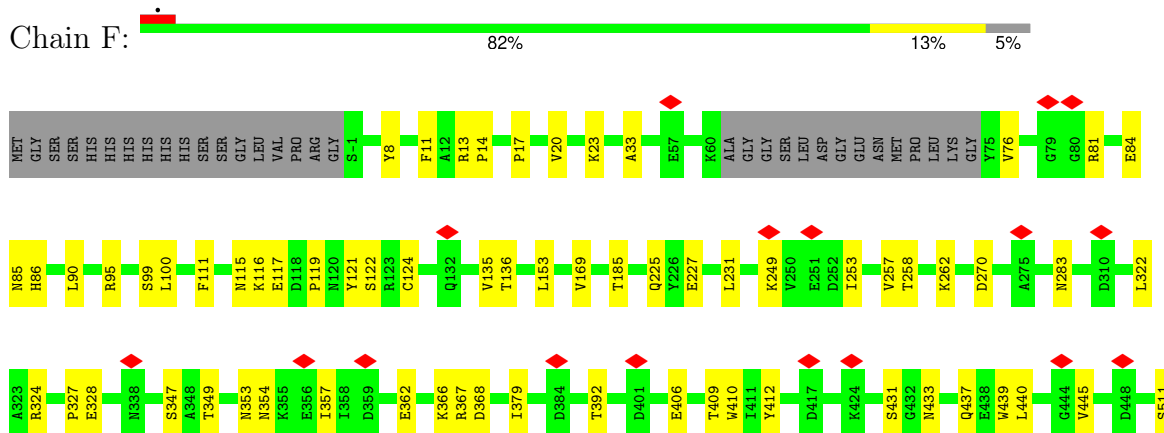 Chain F:
82% 13% 5%
MET GLY SER SER HIS HIS HIS HIS HIS HIS SER SER GLY LEU VAL PRO ARG GLY S-1 Y8 F11 A12 R13 P14 P17 V20 K23 A33 E57 K60 ALA GLY GLY SER LEU ASP GLY GLU ASN MET PRO LEU LYS GLY Y75 V76 G79 G80 R81 E84
N85 H86 L90 R95 S99 L100 F111 N115 K116 E117 D118 P119 N120 Y121 S122 R123 C124 Q132 V135 T136 L153 V169 T185 Q225 Y226 E227 L231 K249 V250 E251 D252 I253 V257 T258 K262 D270 A275 N283 D310 L322
A323 R324 P327 E328 N338 S347 A348 T349 N353 N354 K355 E356 I357 I358 D359 E362 K366 R367 D368 I379 D384 T392 D401 E406 T409 W410 I411 Y412 D417 K424 S431 G432 N433 Q437 E438 W439 L440 G444 V445 D448 S511